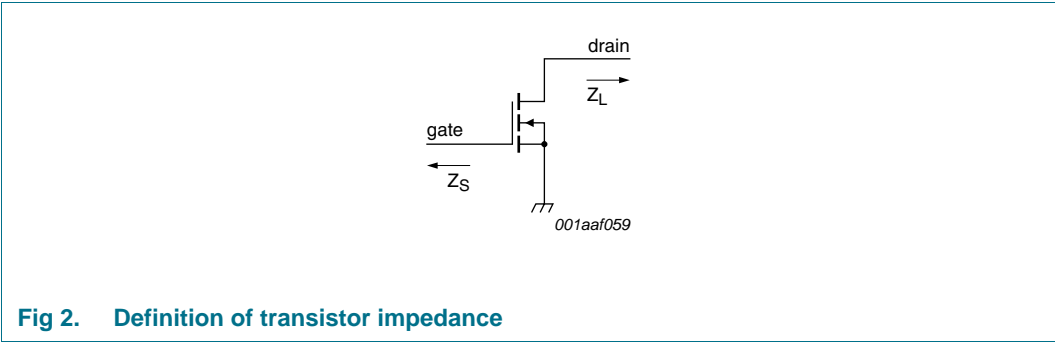 drain
Z_L
gate
Z_S
001aaf059
Fig 2. Definition of transistor impedance